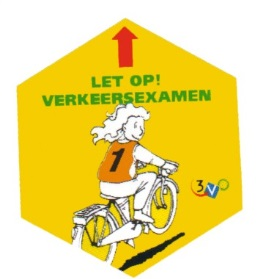 LET OP!
VERKEERSEXAMEN
1
3VO